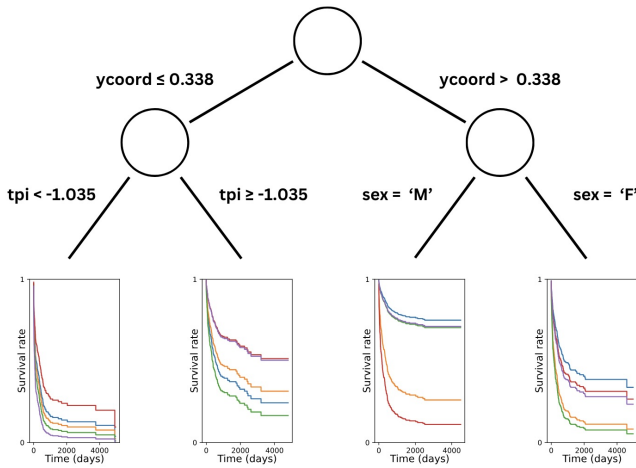 ycoord ≤ 0.338
ycoord > 0.338
tpi < -1.035
tpi ≥ -1.035
sex = ‘M’
sex = ‘F’
1
Survival rate
0
0 2000 4000
Time (days)
1
Survival rate
0
0 2000 4000
Time (days)
1
Survival rate
0
0 2000 4000
Time (days)
1
Survival rate
0
0 2000 4000
Time (days)